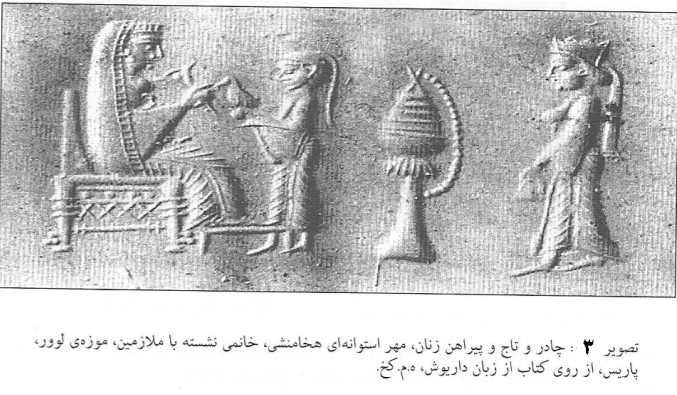 تصویر ۳ : چادر و تاج و پیراهن زنان، مهر استوانه‌ای هخامنشی، خانمی نشسته با ملازمین، موزه‌ی لوور،
پاریس، از روی کتاب از زبان داریوش، ه.م.کخ.